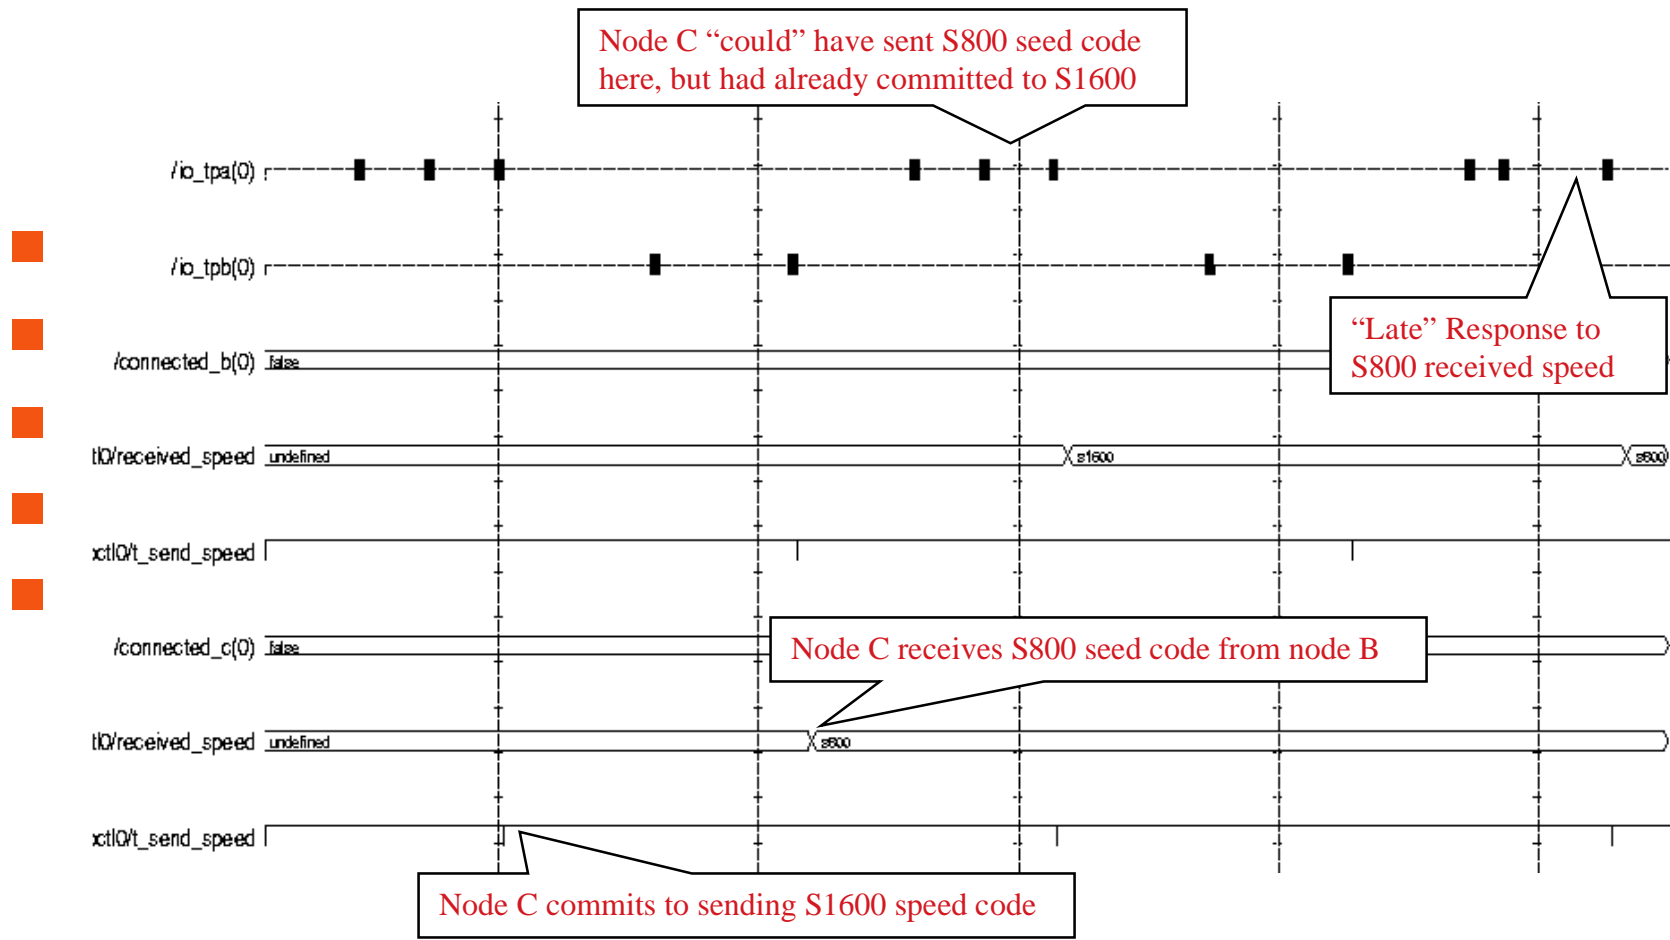 Node C “could” have sent S800 seed code
here, but had already committed to S1600
/io_tpa(0)
/io_tpb(0)
“Late” Response to
S800 received speed
/connected_b(0) false
tl0/received_speed undefined s1600 s800
xctl0/t_send_speed
/connected_c(0) false
Node C receives S800 seed code from node B
tl0/received_speed undefined s800
xctl0/t_send_speed
Node C commits to sending S1600 speed code